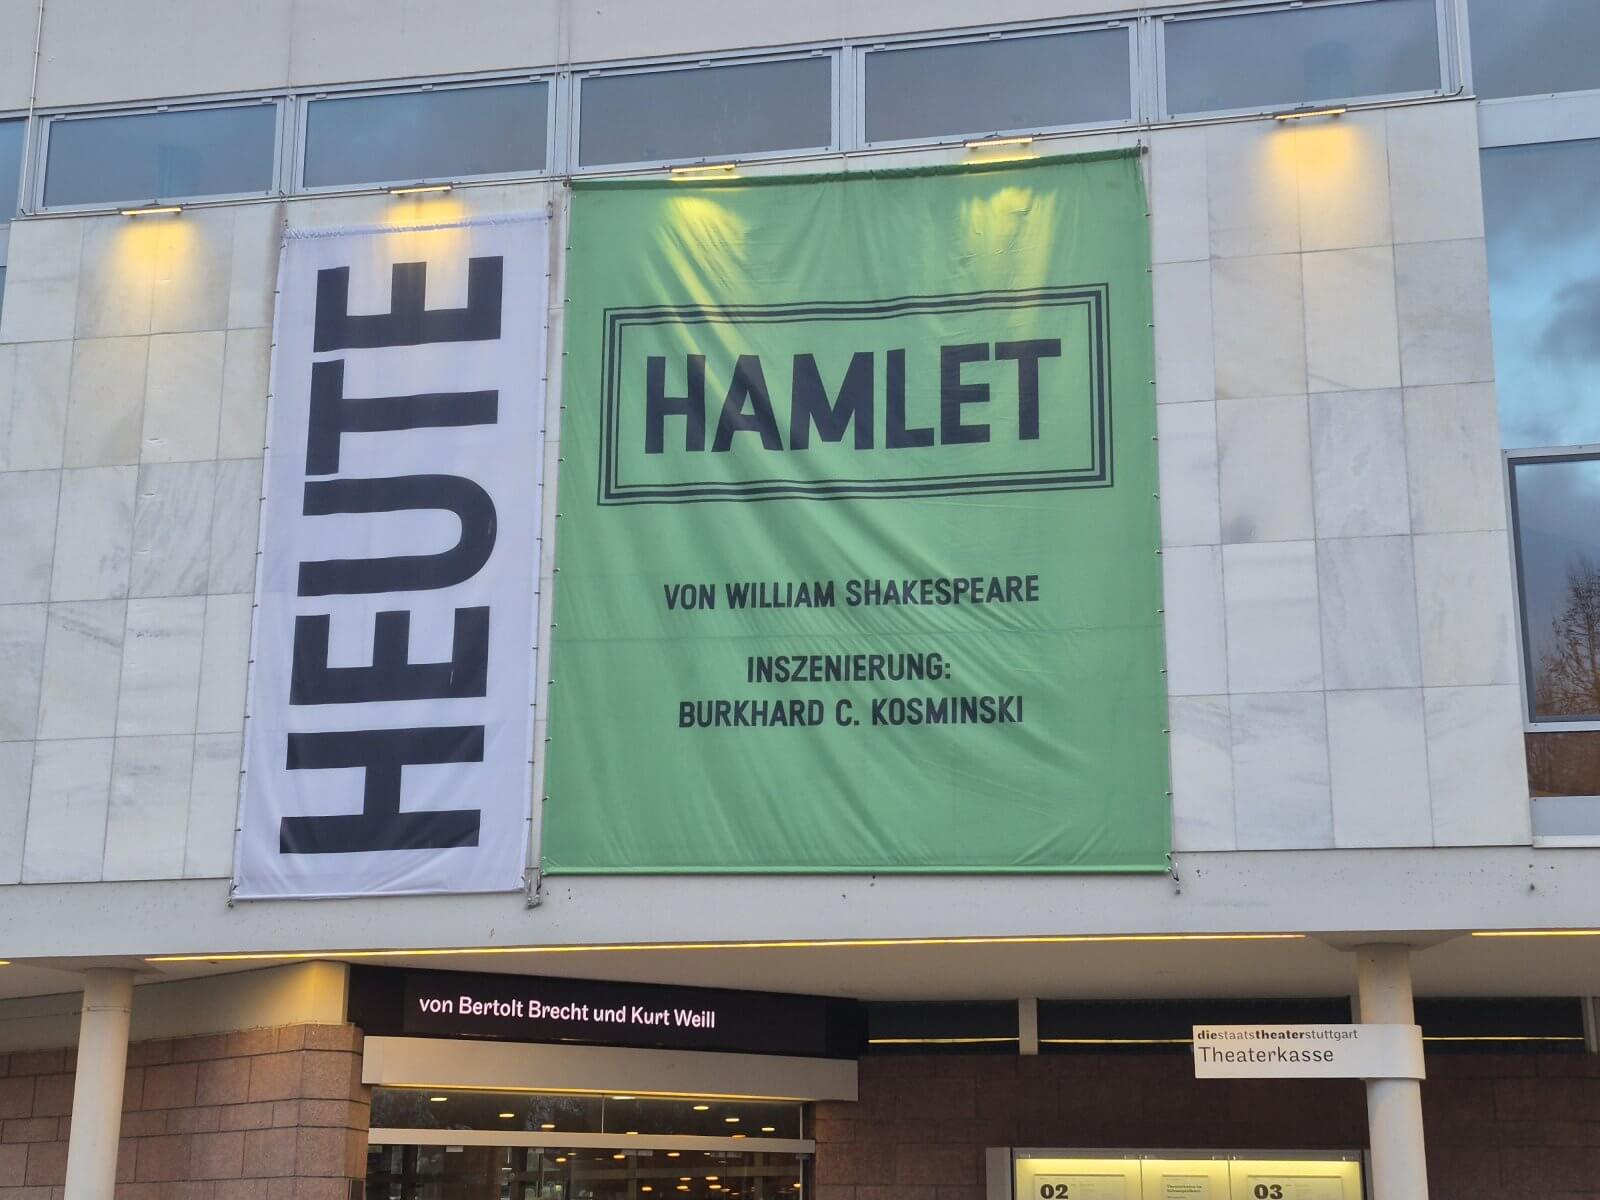 HEUTE
HAMLET
VON WILLIAM SHAKESPEARE
INSZENIERUNG:
BURKHARD C. KOSMINSKI
von Bertolt Brecht und Kurt Weill
diestaatstheaterstuttgart
Theaterkasse
02
03